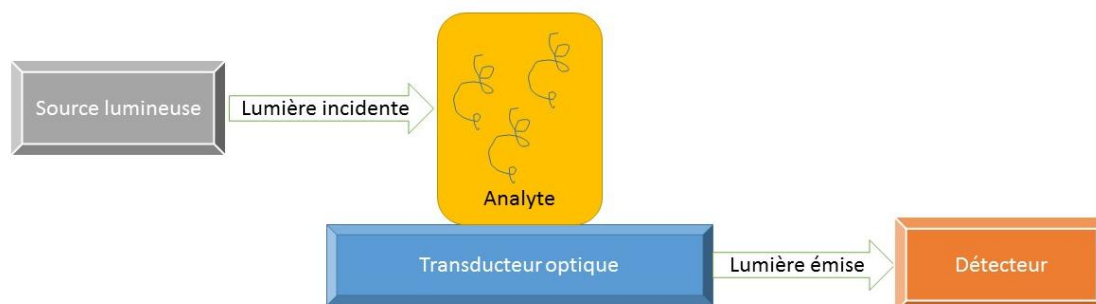 Source lumineuse
Lumière incidente
Analyte
Transducteur optique
Lumière émise
Détecteur